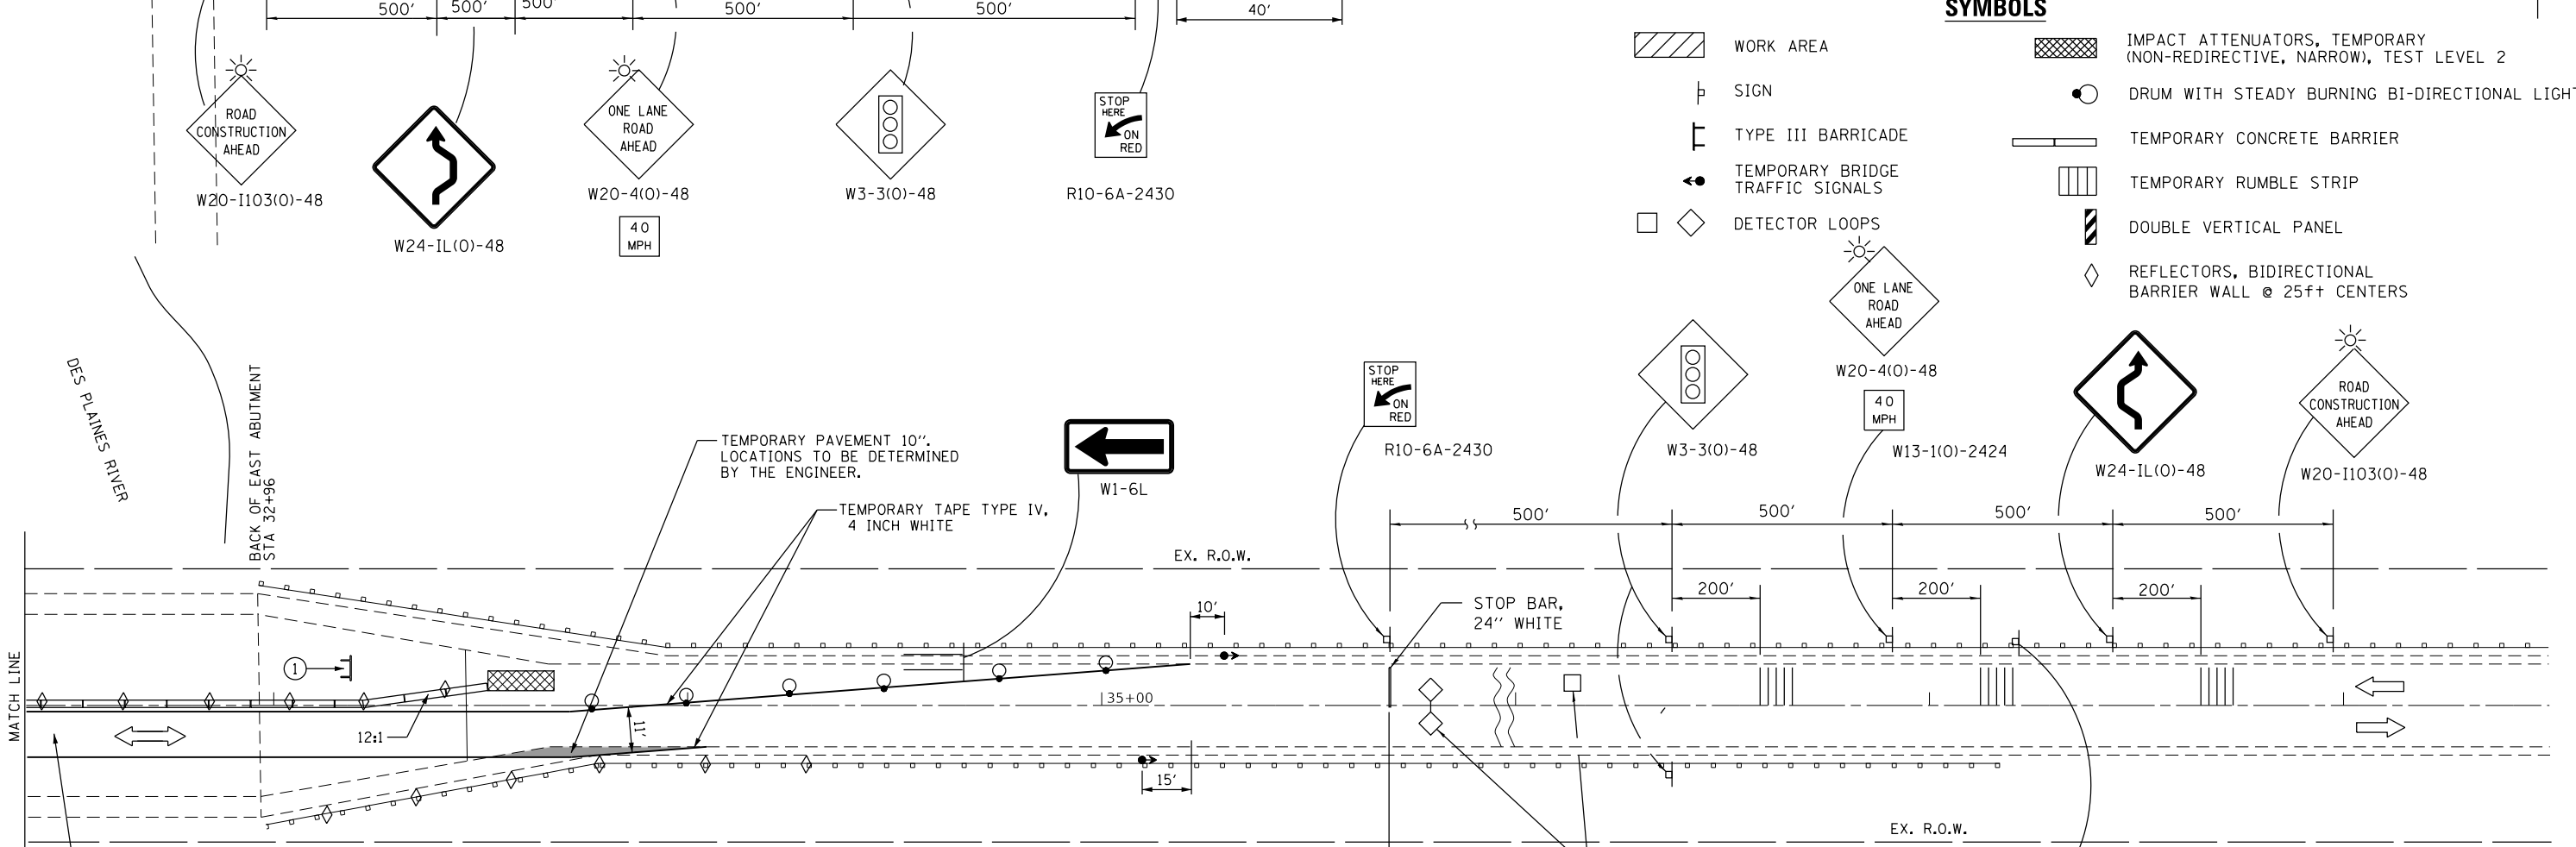 SYMBOLS
500'
500'
500'
500'
500'
40'
WORK AREA
SIGN
TYPE III BARRICADE
TEMPORARY BRIDGE
TRAFFIC SIGNALS
DETECTOR LOOPS
IMPACT ATTENUATORS, TEMPORARY
(NON-REDIRECTIVE, NARROW), TEST LEVEL 2
DRUM WITH STEADY BURNING BI-DIRECTIONAL LIGHT
TEMPORARY CONCRETE BARRIER
TEMPORARY RUMBLE STRIP
DOUBLE VERTICAL PANEL
REFLECTORS, BIDIRECTIONAL
BARRIER WALL @ 25ft CENTERS
ROAD
CONSTRUCTION
AHEAD
W20-I103(O)-48
W24-IL(O)-48
ONE LANE
ROAD
AHEAD
W20-4(O)-48
40
MPH
W3-3(O)-48
STOP
HERE
ON
RED
R10-6A-2430
DES PLAINES RIVER
BACK OF EAST ABUTMENT
STA 32+96
TEMPORARY PAVEMENT 10".
LOCATIONS TO BE DETERMINED
BY THE ENGINEER.
TEMPORARY TAPE TYPE IV,
4 INCH WHITE
W1-6L
STOP
HERE
ON
RED
R10-6A-2430
W3-3(O)-48
ONE LANE
ROAD
AHEAD
W20-4(O)-48
40
MPH
W13-1(O)-2424
W24-IL(O)-48
ROAD
CONSTRUCTION
AHEAD
W20-I103(O)-48
500'
500'
500'
500'
EX. R.O.W.
200'
200'
200'
10'
STOP BAR,
24" WHITE
MATCH LINE
1
35+00
11'
12:1
15'
EX. R.O.W.